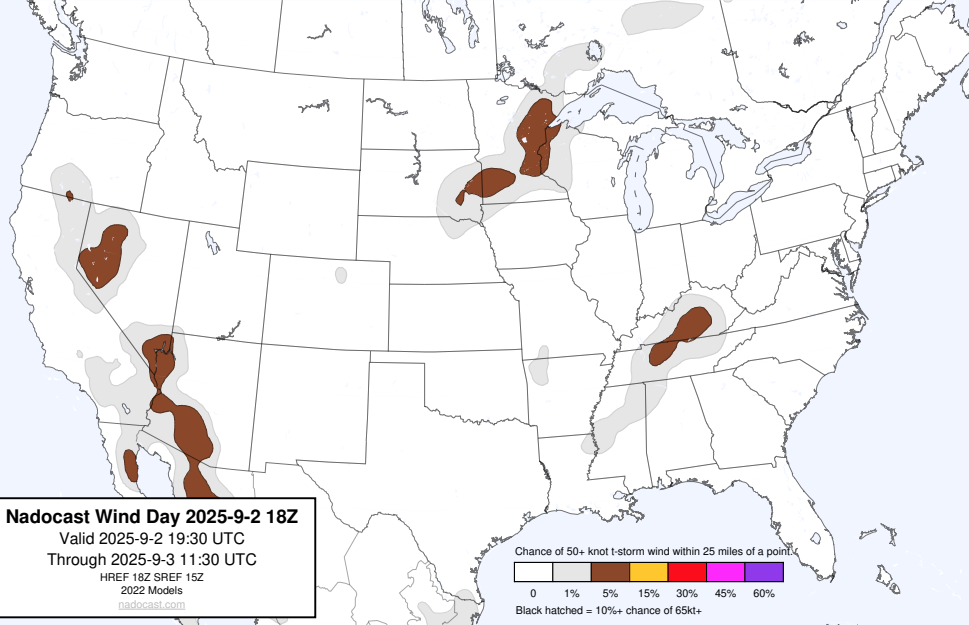 Nadocast Wind Day 2025-9-2 18Z
Valid 2025-9-2 19:30 UTC
Through 2025-9-3 11:30 UTC
HREF 18Z SREF 15Z
2022 Models
nadocast.com
Chance of 50+ knot t-storm wind within 25 miles of a point.
0 1% 5% 15% 30% 45% 60%
Black hatched = 10%+ chance of 65kt+